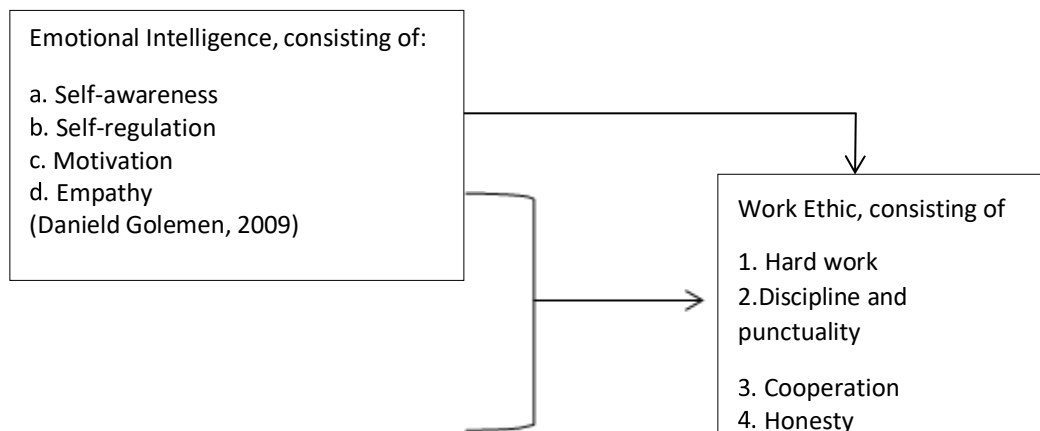 Emotional Intelligence, consisting of:
a. Self-awareness
b. Self-regulation
c. Motivation
d. Empathy
(Danield Golemen, 2009)
Work Ethic, consisting of
1. Hard work
2.Discipline and
punctuality
3. Cooperation
4. Honesty